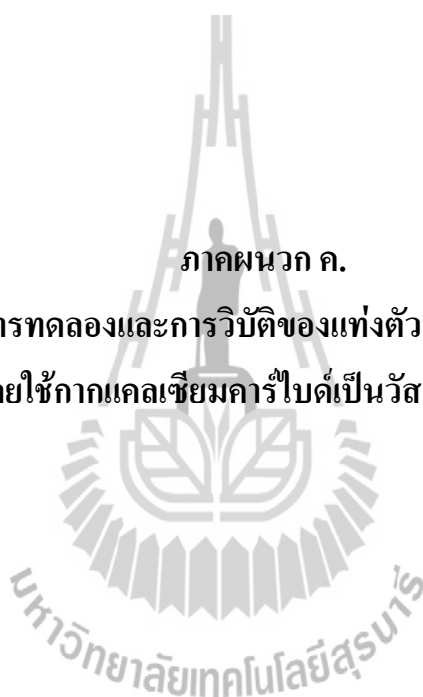 ภาคผนวก ค.
ารทดลองและการวิบัติของแท่งตัว
ายใช้กากแคลเซียมคาร์ไบด์เป็นวัส
มหาวิทยาลัยเทคโนโลยีสุรนารี